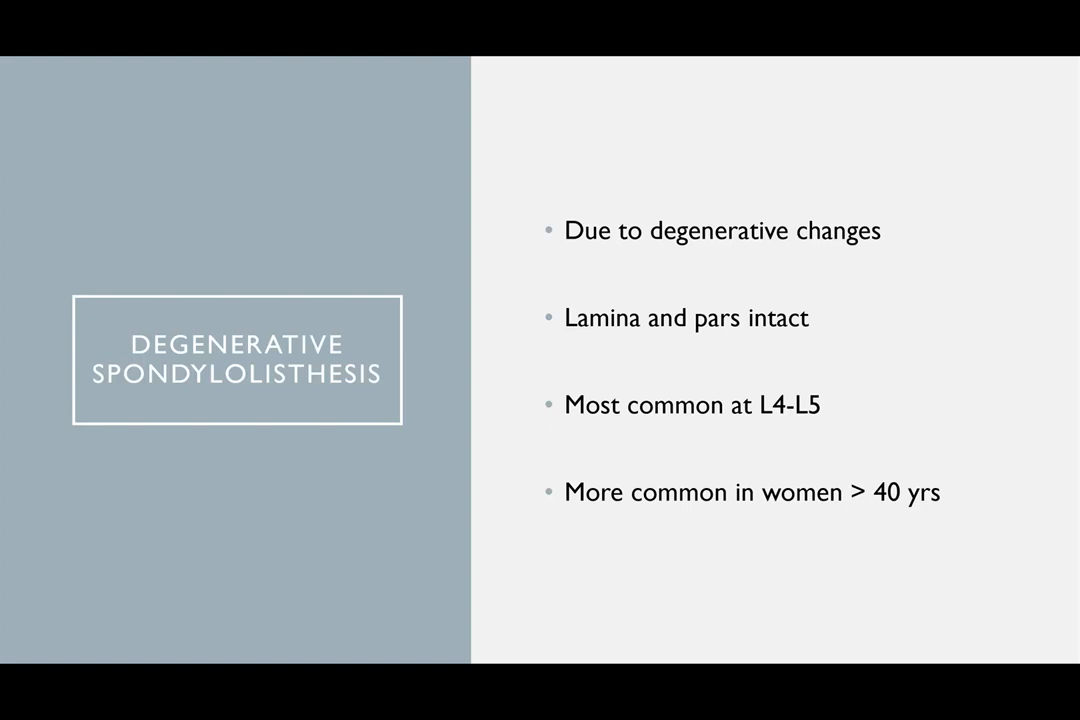 DEGENERATIVE
SPONDYLOLISTHESIS
• Due to degenerative changes
• Lamina and pars intact
• Most common at L4-L5
• More common in women > 40 yrs